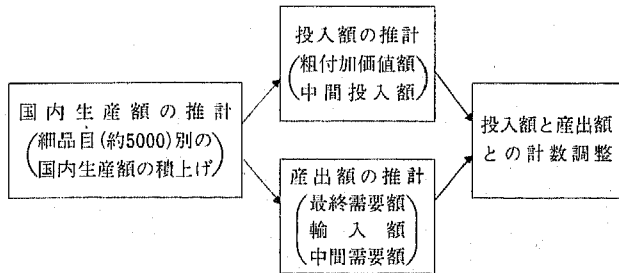 国内生産額の推計
(細品目(約5000)別の
国内生産額の積上げ)
投入額の推計
(粗付加価値額
中間投入額)
産出額の推計
(最終需要額
輸入額
中間需要額)
投入額と産出額
との計数調整